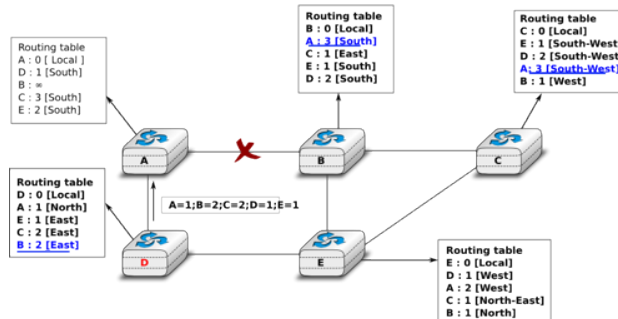 Routing table
A : 0 [ Local ]
D : 1 [South]
B : ∞
C : 3 [South]
E : 2 [South]
Routing table
B : 0 [Local]
A : 3 [South]
C : 1 [East]
E : 1 [South]
D : 2 [South]
Routing table
C : 0 [Local]
E : 1 [South-West]
D : 2 [South-West]
A: 3 [South-West]
B : 1 [West]
A
B
C
Routing table
D : 0 [Local]
A : 1 [North]
E : 1 [East]
C : 2 [East]
B : 2 [East]
A=1;B=2;C=2;D=1;E=1
D
E
Routing table
E : 0 [Local]
D : 1 [West]
A : 2 [West]
C : 1 [North-East]
B : 1 [North]